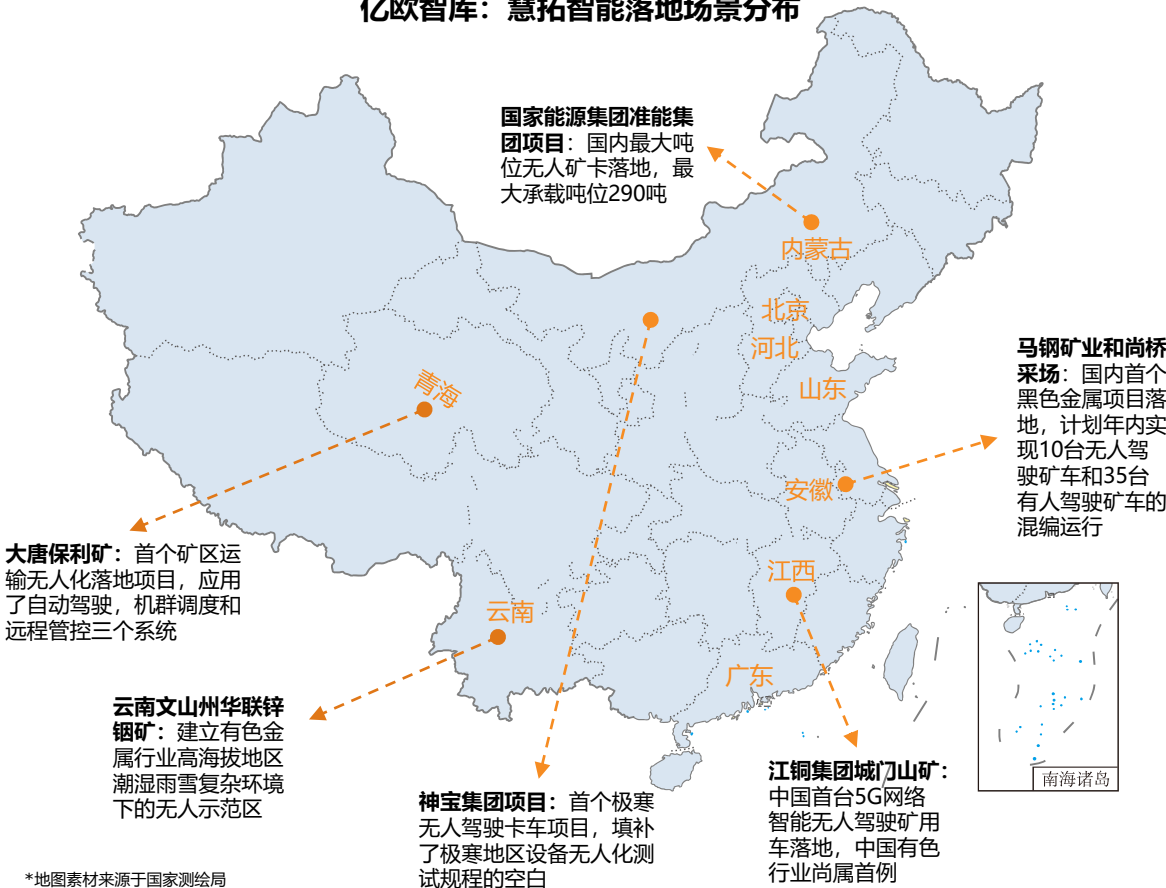 亿欧智库：慧拓智能落地场景分布
国家能源集团准能集
团项目：国内最大吨
位无人矿卡落地，最
大承载吨位290吨
内蒙古
北京
河北
山东
青海
安徽
江西
云南
广东
马钢矿业和尚桥
采场：国内首个
黑色金属项目落
地，计划年内实
现10台无人驾
驶矿车和35台
有人驾驶矿车的
混编运行
大唐保利矿：首个矿区运
输无人化落地项目，应用
了自动驾驶，机群调度和
远程管控三个系统
云南文山州华联锌
铟矿：建立有色金
属行业高海拔地区
潮湿雨雪复杂环境
下的无人示范区
神宝集团项目：首个极寒
无人驾驶卡车项目，填补
了极寒地区设备无人化测
试规程的空白
江铜集团城门山矿：
中国首台5G网络
智能无人驾驶矿用
车落地，中国有色
行业尚属首例
南海诸岛
*地图素材来源于国家测绘局